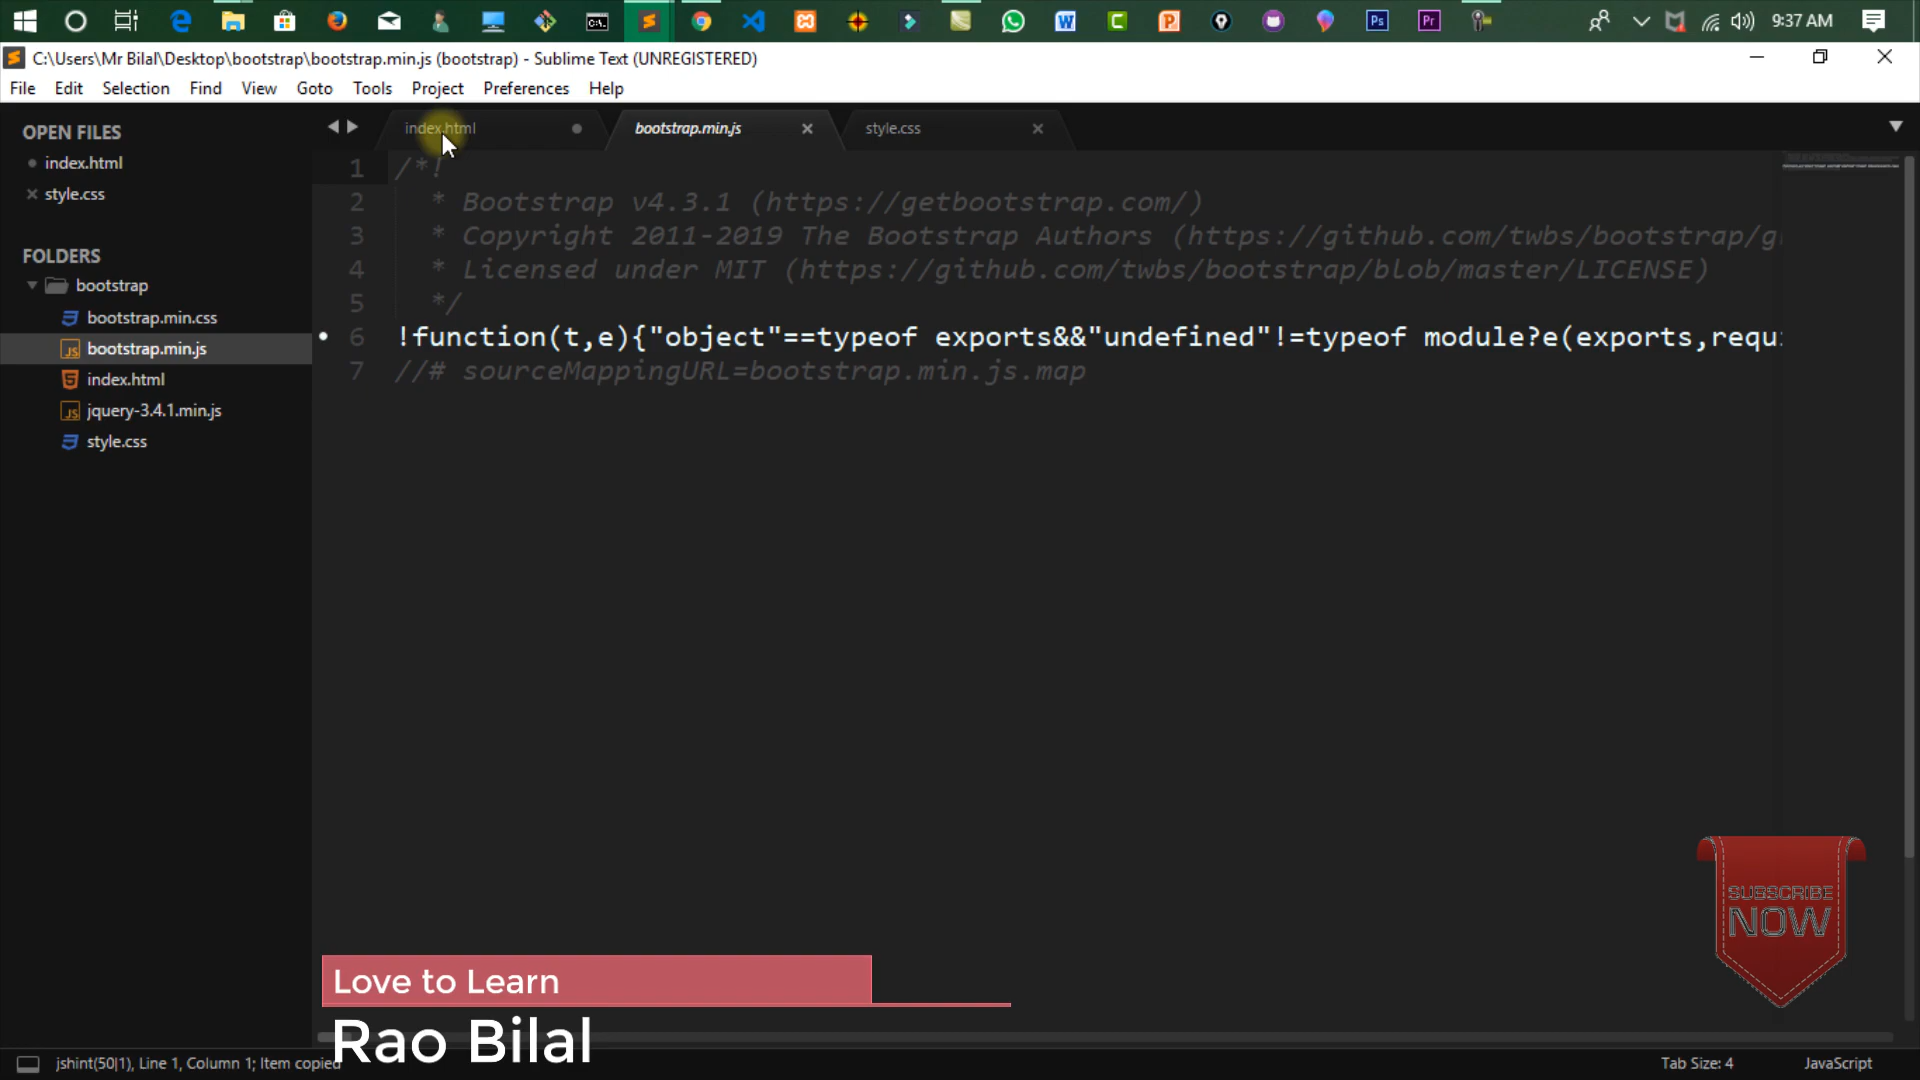 9:37 AM
C:\Users\Mr Bilal\Desktop\bootstrap\bootstrap.min.js (bootstrap) - Sublime Text (UNREGISTERED)
File Edit Selection Find View Goto Tools Project Preferences Help
OPEN FILES
index.html
style.css
FOLDERS
bootstrap
bootstrap.min.css
bootstrap.min.js
index.html
jquery-3.4.1.min.js
style.css
index.html bootstrap.min.js style.css
1 /*!
2 * Bootstrap v4.3.1 (https://getbootstrap.com/)
3 * Copyright 2011-2019 The Bootstrap Authors (https://github.com/twbs/bootstrap/g
4 * Licensed under MIT (https://github.com/twbs/bootstrap/blob/master/LICENSE)
5 */
6 !function(t,e){"object"==typeof exports&&"undefined"!=typeof module?e(exports,requ
7 //# sourceMappingURL=bootstrap.min.js.map
SUBSCRIBE
NOW
Love to Learn
Rao Bilal
jshint(50|1), Line 1, Column 1; Item copied
Tab Size: 4 JavaScript